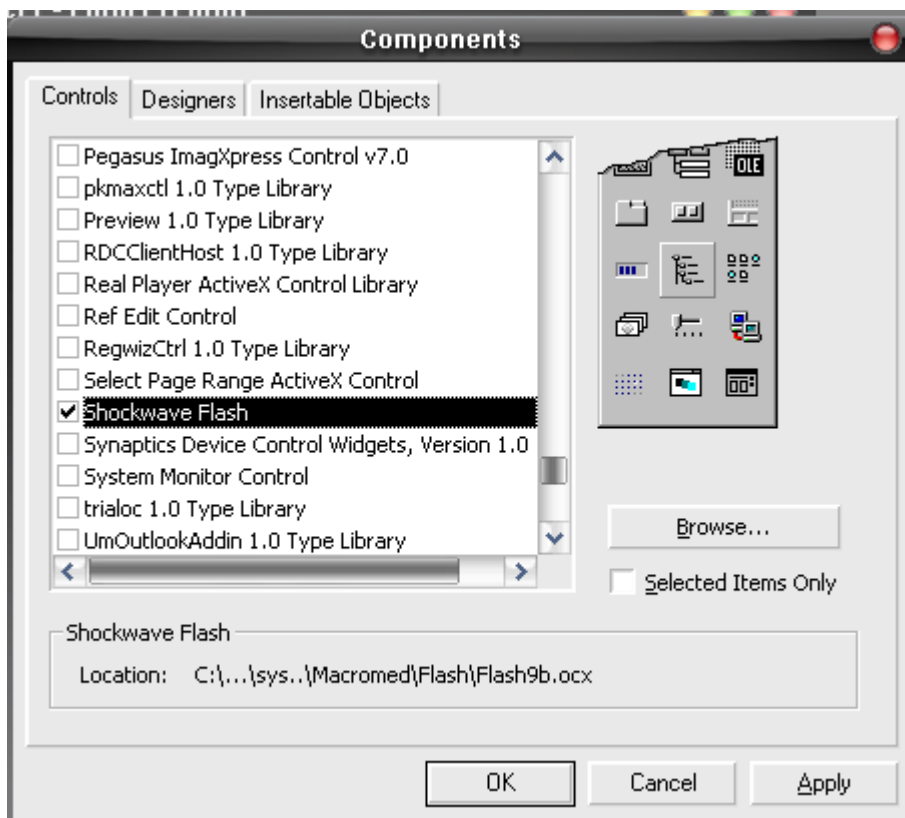 Components
Controls Designers Insertable Objects
Pegasus ImagXpress Control v7.0
pkmaxctl 1.0 Type Library
Preview 1.0 Type Library
RDCClientHost 1.0 Type Library
Real Player ActiveX Control Library
Ref Edit Control
RegwizCtrl 1.0 Type Library
Select Page Range ActiveX Control
Shockwave Flash
Synaptics Device Control Widgets, Version 1.0
System Monitor Control
trialoc 1.0 Type Library
UmOutlookAddin 1.0 Type Library
OLE
Browse...
Selected Items Only
Shockwave Flash
Location: C:\...\sys..\Macromed\Flash\Flash9b.ocx
OK Cancel Apply